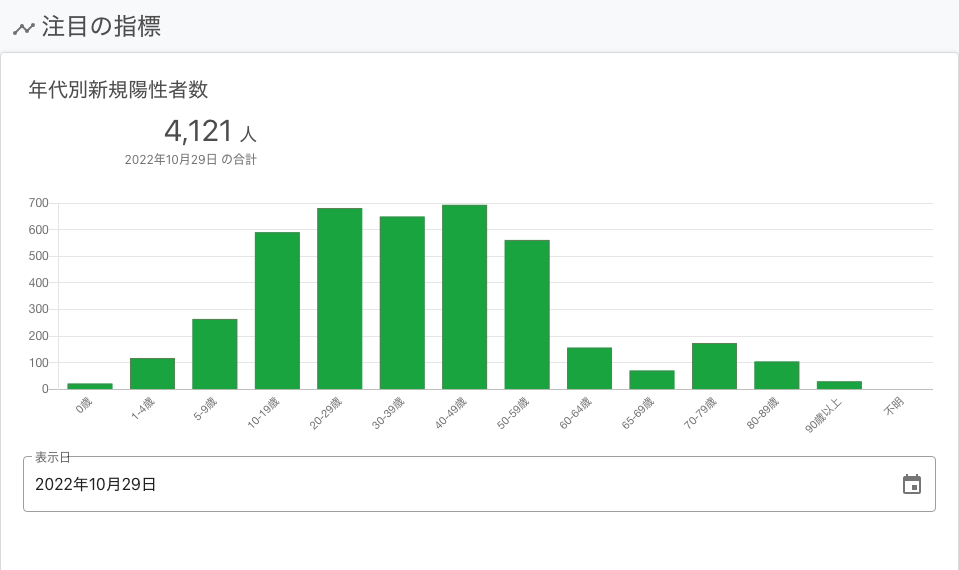 注目の指標
年代別新規陽性者数
4,121 人
2022年10月29日 の合計
700
600
500
400
300
200
100
0
0歳
1-4歳
5-9歳
10-19歳
20-29歳
30-39歳
40-49歳
50-59歳
60-64歳
65-69歳
70-79歳
80-89歳
90歳以上
不明
表示日
2022年10月29日